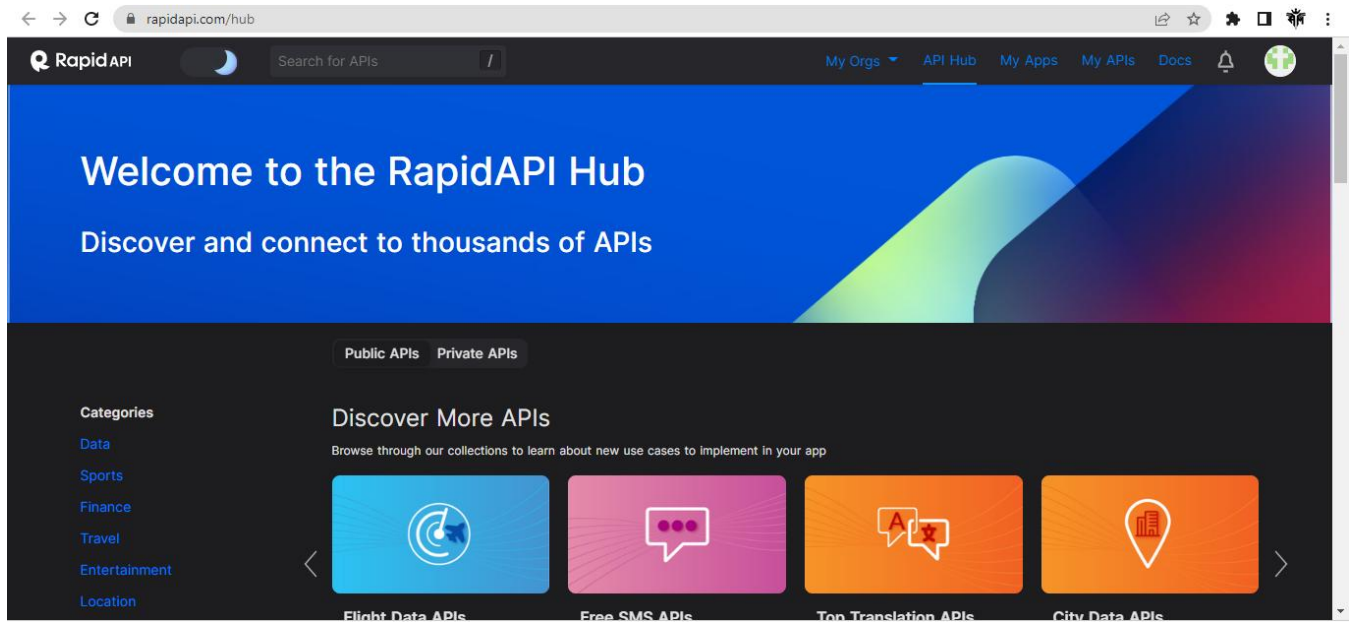 rapidapi.com/hub
Rapid API
Search for APIs /
My Orgs API Hub My Apps My APIs Docs
Welcome to the RapidAPI Hub
Discover and connect to thousands of APIs
Public APIs Private APIs
Categories
Data
Sports
Finance
Travel
Entertainment
Location
Discover More APIs
Browse through our collections to learn about new use cases to implement in your app
A 文
Flight Data APIs Free SMS APIs Top Translation APIs City Data APIs